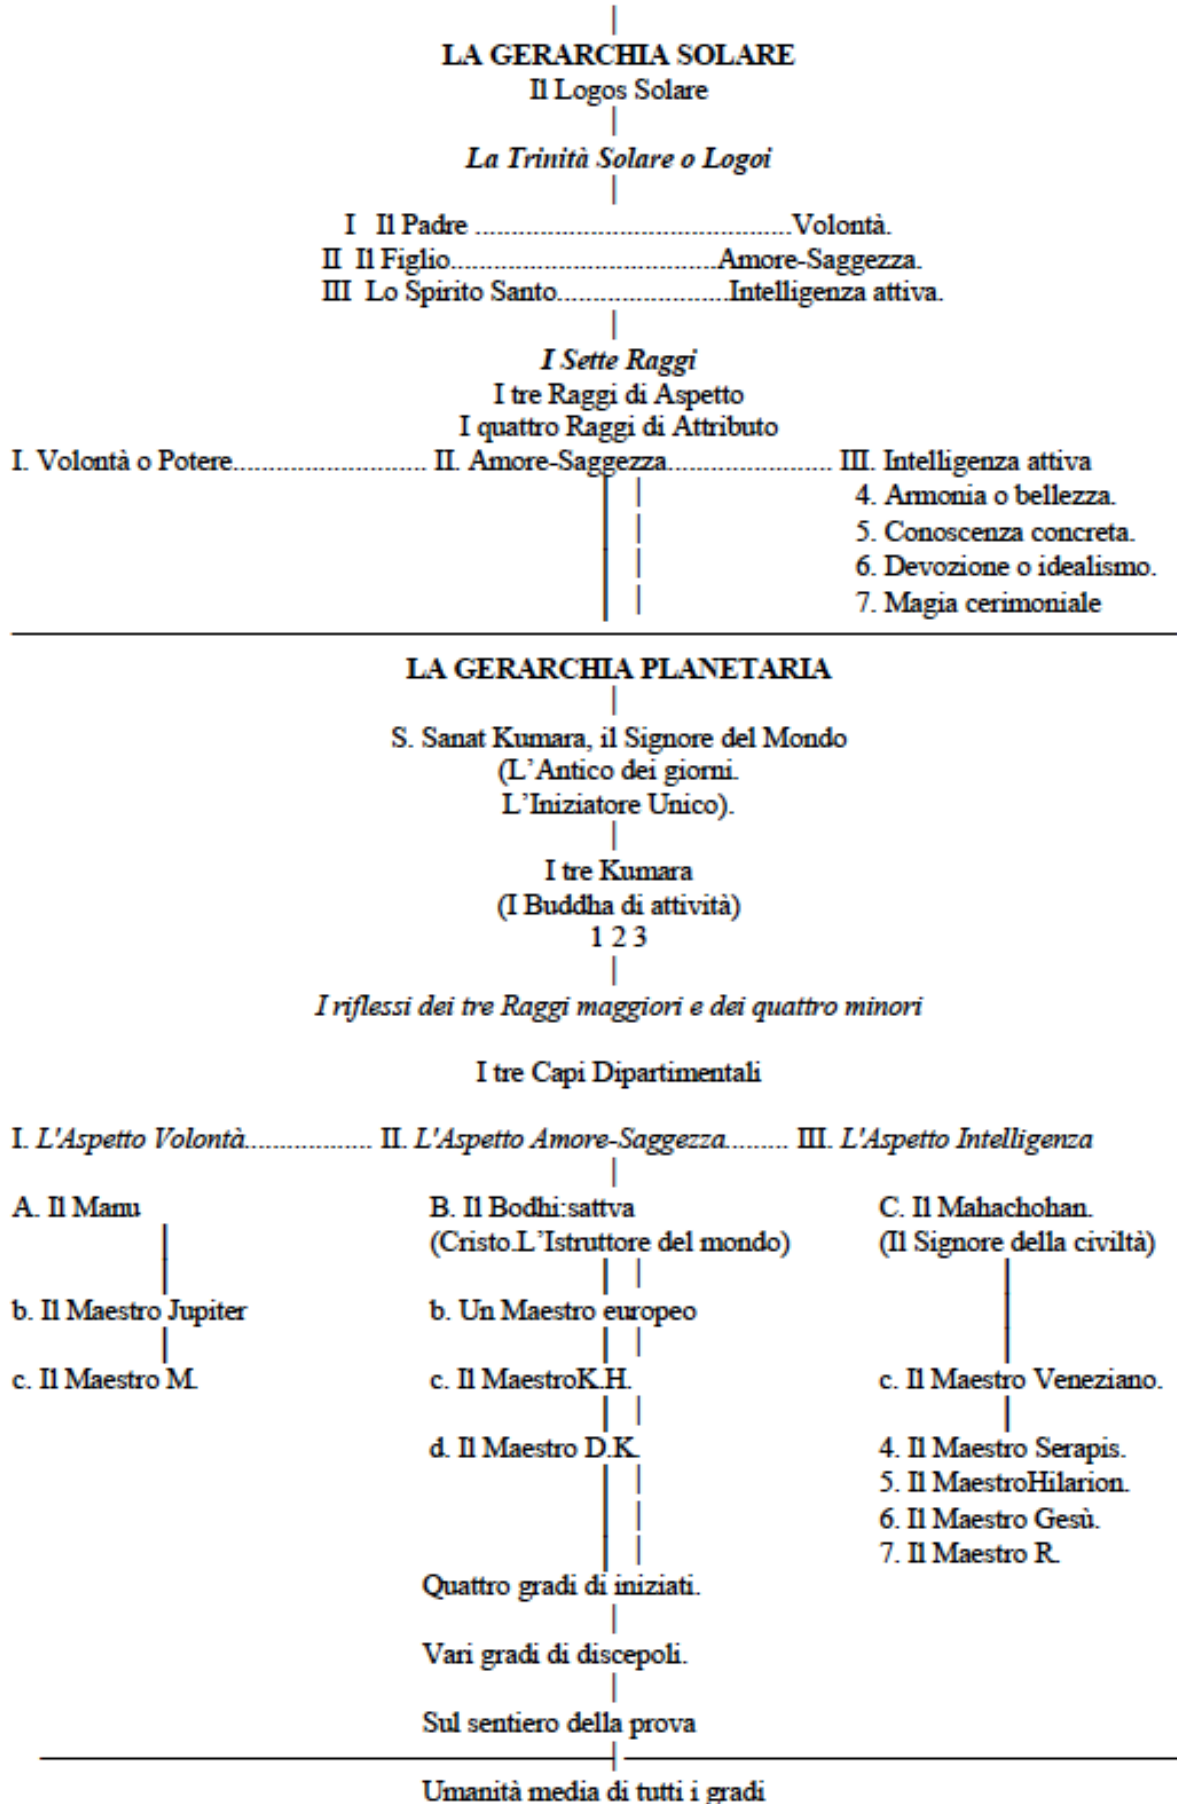 LA GERARCHIA SOLARE
Il Logos Solare
La Trinità Solare o Logoi
I Il Padre ............................................Volontà.
II Il Figlio.....................................Amore-Saggezza.
III Lo Spirito Santo........................Intelligenza attiva.
I Sette Raggi
I tre Raggi di Aspetto
I quattro Raggi di Attributo
I. Volontà o Potere........................... II. Amore-Saggezza....................... III. Intelligenza attiva
4. Armonia o bellezza.
5. Conoscenza concreta.
6. Devozione o idealismo.
7. Magia cerimoniale
LA GERARCHIA PLANETARIA
S. Sanat Kumara, il Signore del Mondo
(L'Antico dei giorni.
L'Iniziatore Unico).
I tre Kumara
(I Buddha di attività)
1 2 3
I riflessi dei tre Raggi maggiori e dei quattro minori
I tre Capi Dipartimentali
I. L'Aspetto Volontà.................. II. L'Aspetto Amore-Saggezza......... III. L'Aspetto Intelligenza
A. Il Manu B. Il Bodhi:sattva C. Il Mahachohan.
(Cristo.L'Istruttore del mondo) (Il Signore della civiltà)
b. Il Maestro Jupiter b. Un Maestro europeo
c. Il Maestro M. c. Il MaestroK.H. c. Il Maestro Veneziano.
d. Il Maestro D.K. 4. Il Maestro Serapis.
5. Il MaestroHilarion.
6. Il Maestro Gesù.
7. Il Maestro R.
Quattro gradi di iniziati.
Vari gradi di discepoli.
Sul sentiero della prova
Umanità media di tutti i gradi